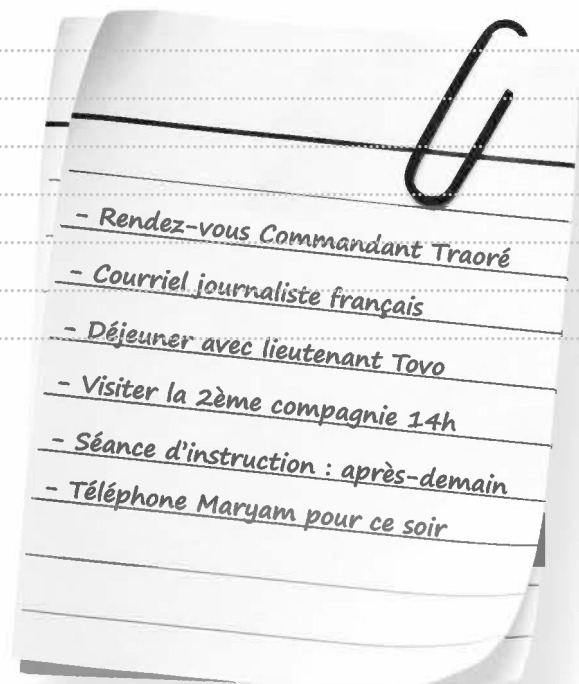 - Rendez-vous Commandant Traoré
- Courriel journaliste français
- Déjeuner avec lieutenant Tovo
- Visiter la 2ème compagnie 14h
- Séance d'instruction : après-demain
- Téléphone Maryam pour ce soir